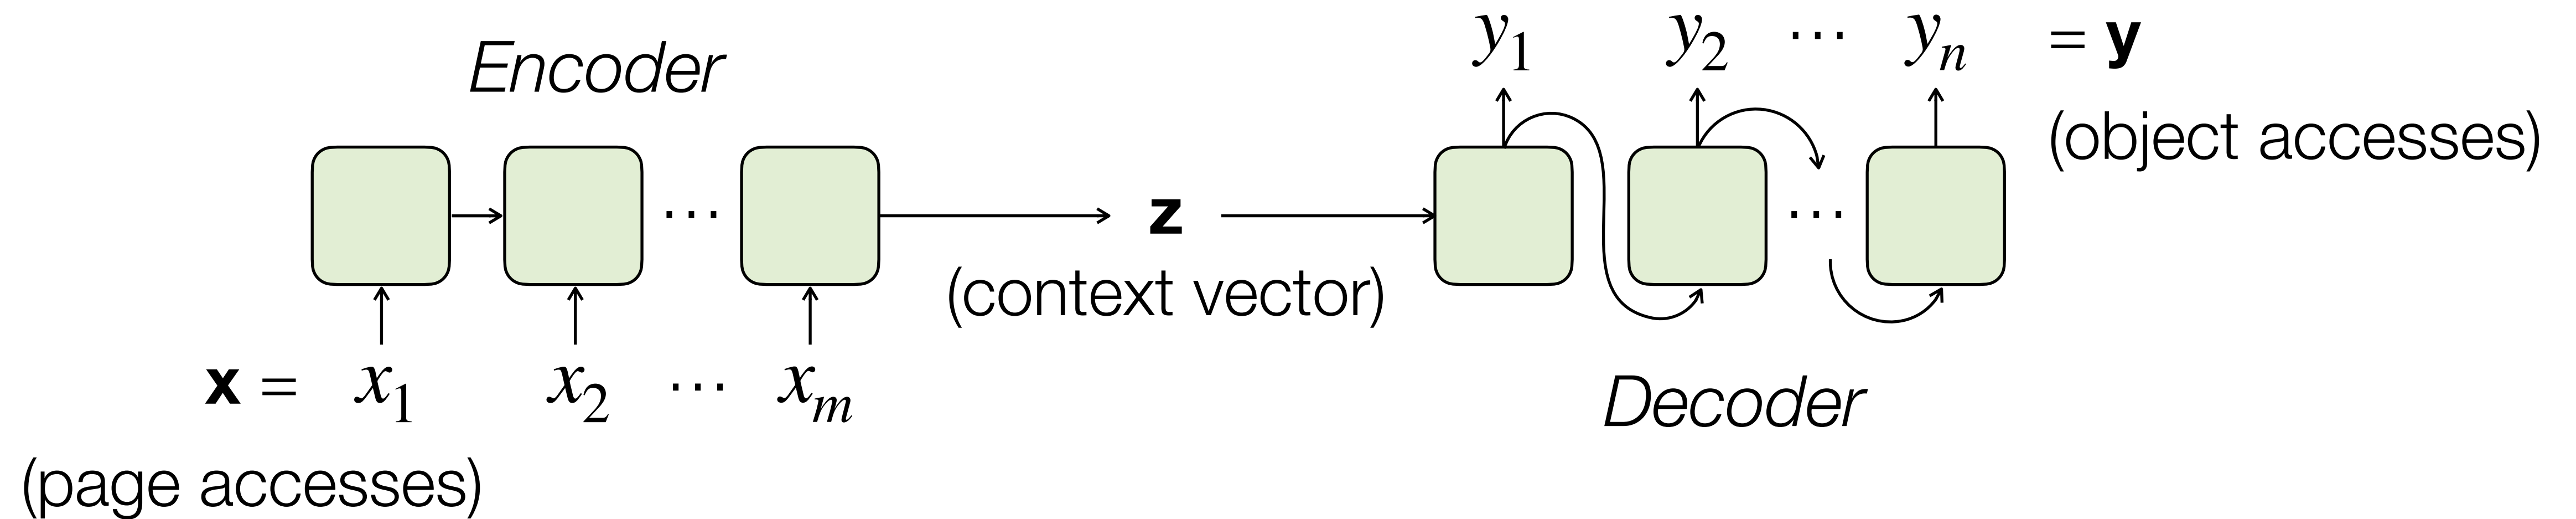 Encoder
x = x1 x2 ⋯ xm
(page accesses)
⋯
z
(context vector)
y1 y2 ⋯ yn = y
(object accesses)
⋯
Decoder